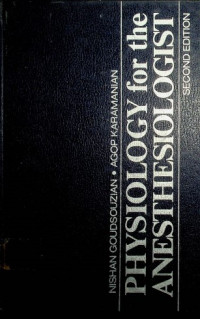 NISHAN GOUDSOUZIAN • AGOP KARAMANIAN
PHYSIOLOGY for the
ANESTHESIOLOGIST
SECOND EDITION